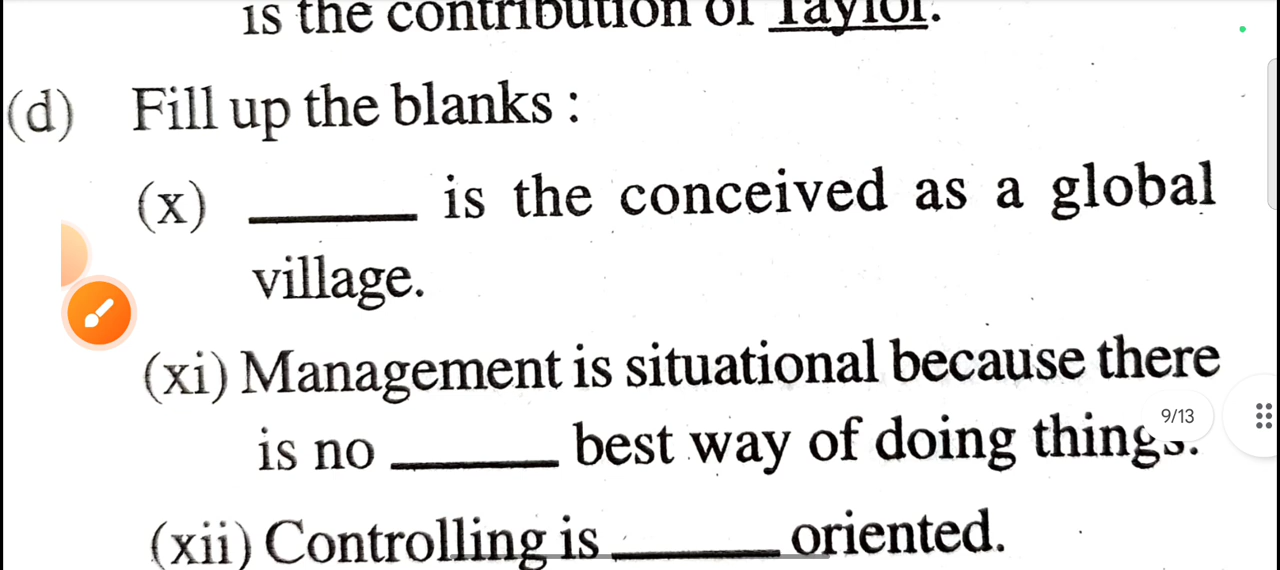 is the contribution of Taylor.
(d) Fill up the blanks :
(x) ______ is the conceived as a global
village.
(xi) Management is situational because there
9/13
is no ______ best way of doing things.
(xii) Controlling is ______ oriented.